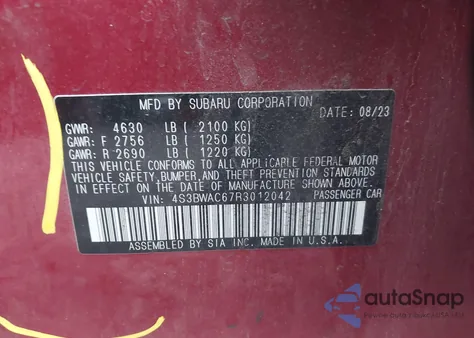 MFD BY SUBARU CORPORATION
DATE: 08/23
GVWR: 4630 LB ( 2100 KG)
GAWR: F 2756 LB ( 1250 KG)
GAWR: R 2690 LB ( 1220 KG)
THIS VEHICLE CONFORMS TO ALL APPLICABLE FEDERAL MOTOR
VEHICLE SAFETY,BUMPER,AND THEFT PREVENTION STANDARDS
IN EFFECT ON THE DATE OF MANUFACTURE SHOWN ABOVE.
VIN: 4S3BWAC67R3012042 PASSENGER CAR
ASSEMBLED BY SIA INC. MADE IN U.S.A.
autoSnap